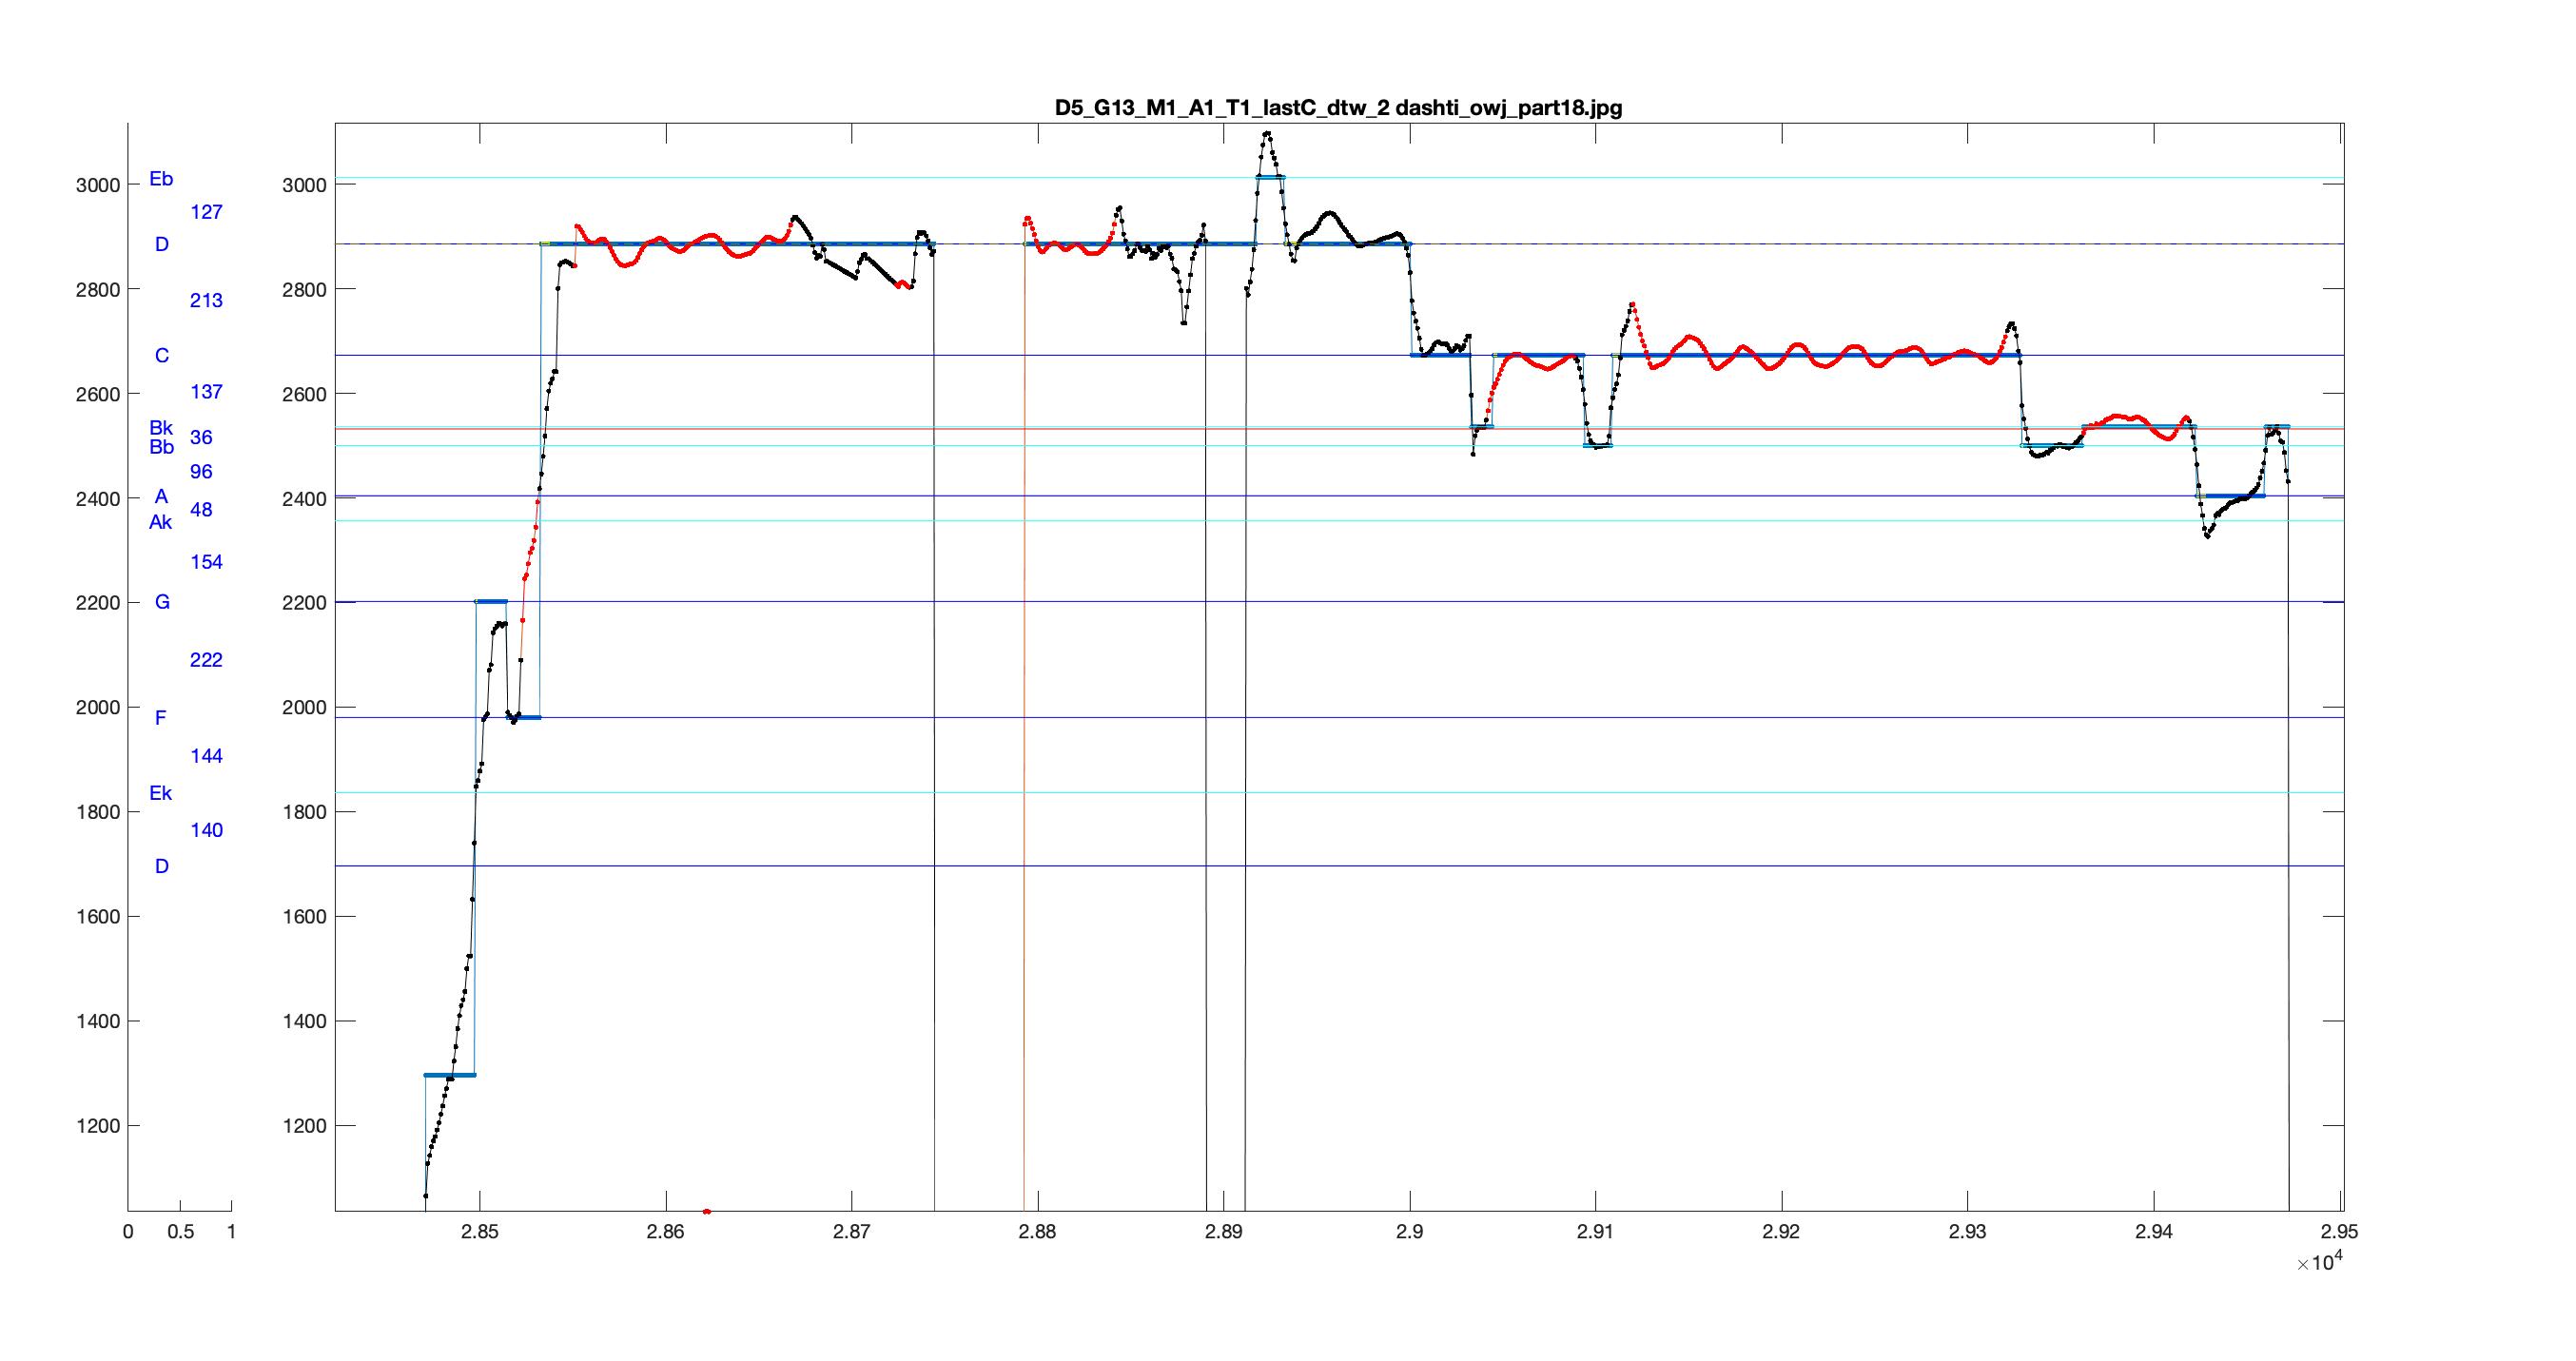 D5_G13_M1_A1_T1_lastC_dtw_2 dashti_owj_part18.jpg
3000 Eb 3000
127
D
2800 213 2800
C
2600 137 2600
Bk
36
Bb
96
2400 A 2400
48
Ak
154
2200 G 2200
222
2000 F 2000
144
1800 Ek 1800
140
D
1600 1600
1400 1400
1200 1200
0 0.5 1 2.85 2.86 2.87 2.88 2.89 2.9 2.91 2.92 2.93 2.94 2.95
×10^4